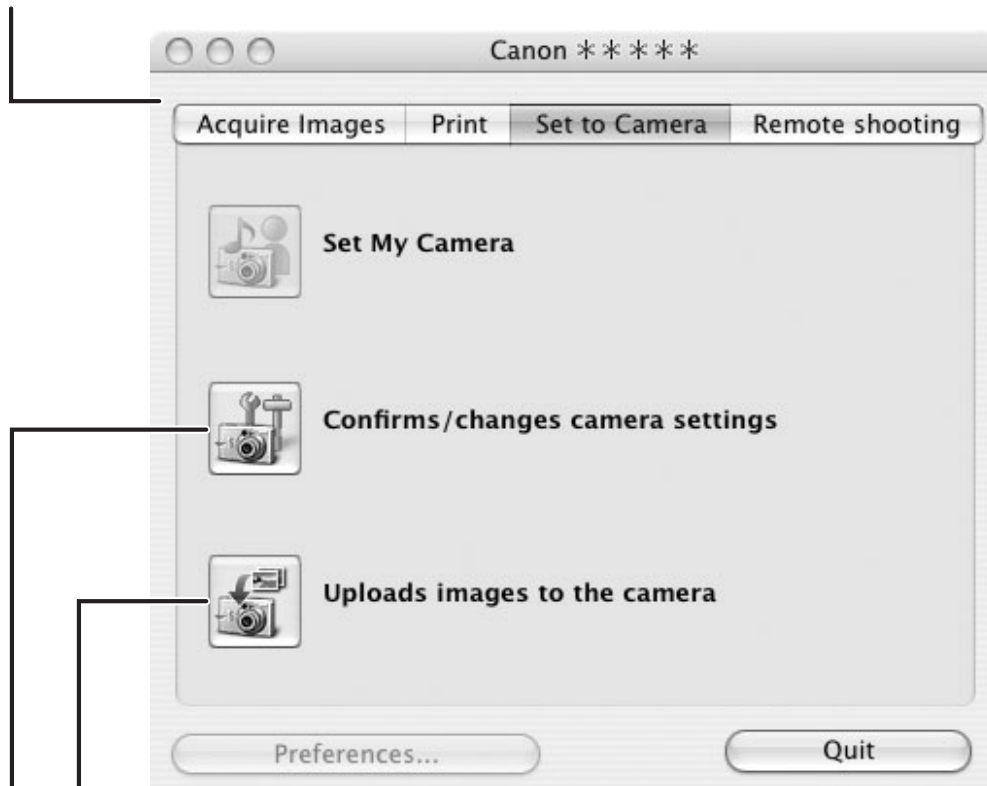 Canon ＊＊＊＊＊
Acquire Images Print Set to Camera Remote shooting
Set My Camera
Confirms/changes camera settings
Uploads images to the camera
Preferences... Quit